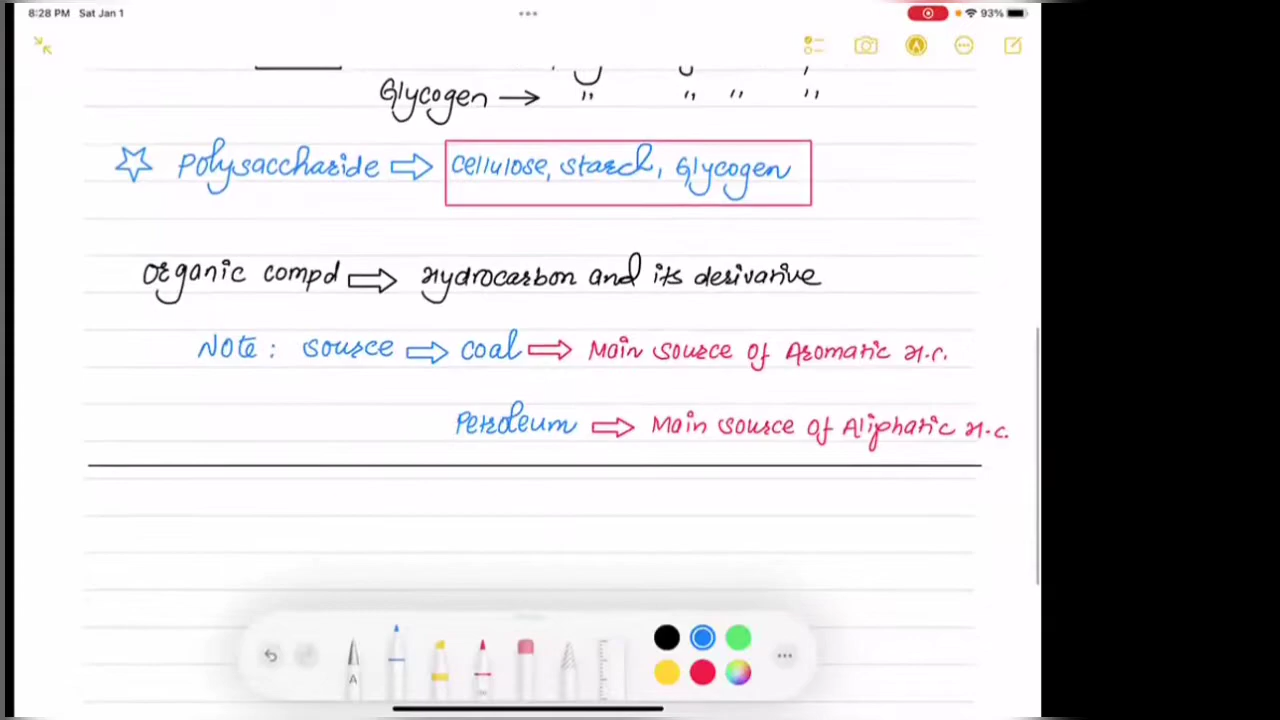 8:28 PM Sat Jan 1 93%
Glycogen → ,, ,, ,, ,,
☆ Polysaccharide ⇒ Cellulose, starch, Glycogen
Organic compd ⇒ Hydrocarbon and its derivative
Note: source ⇒ coal ⇒ Main source of Aromatic H.C.
Petroleum ⇒ Main source of Aliphatic H.C.
A